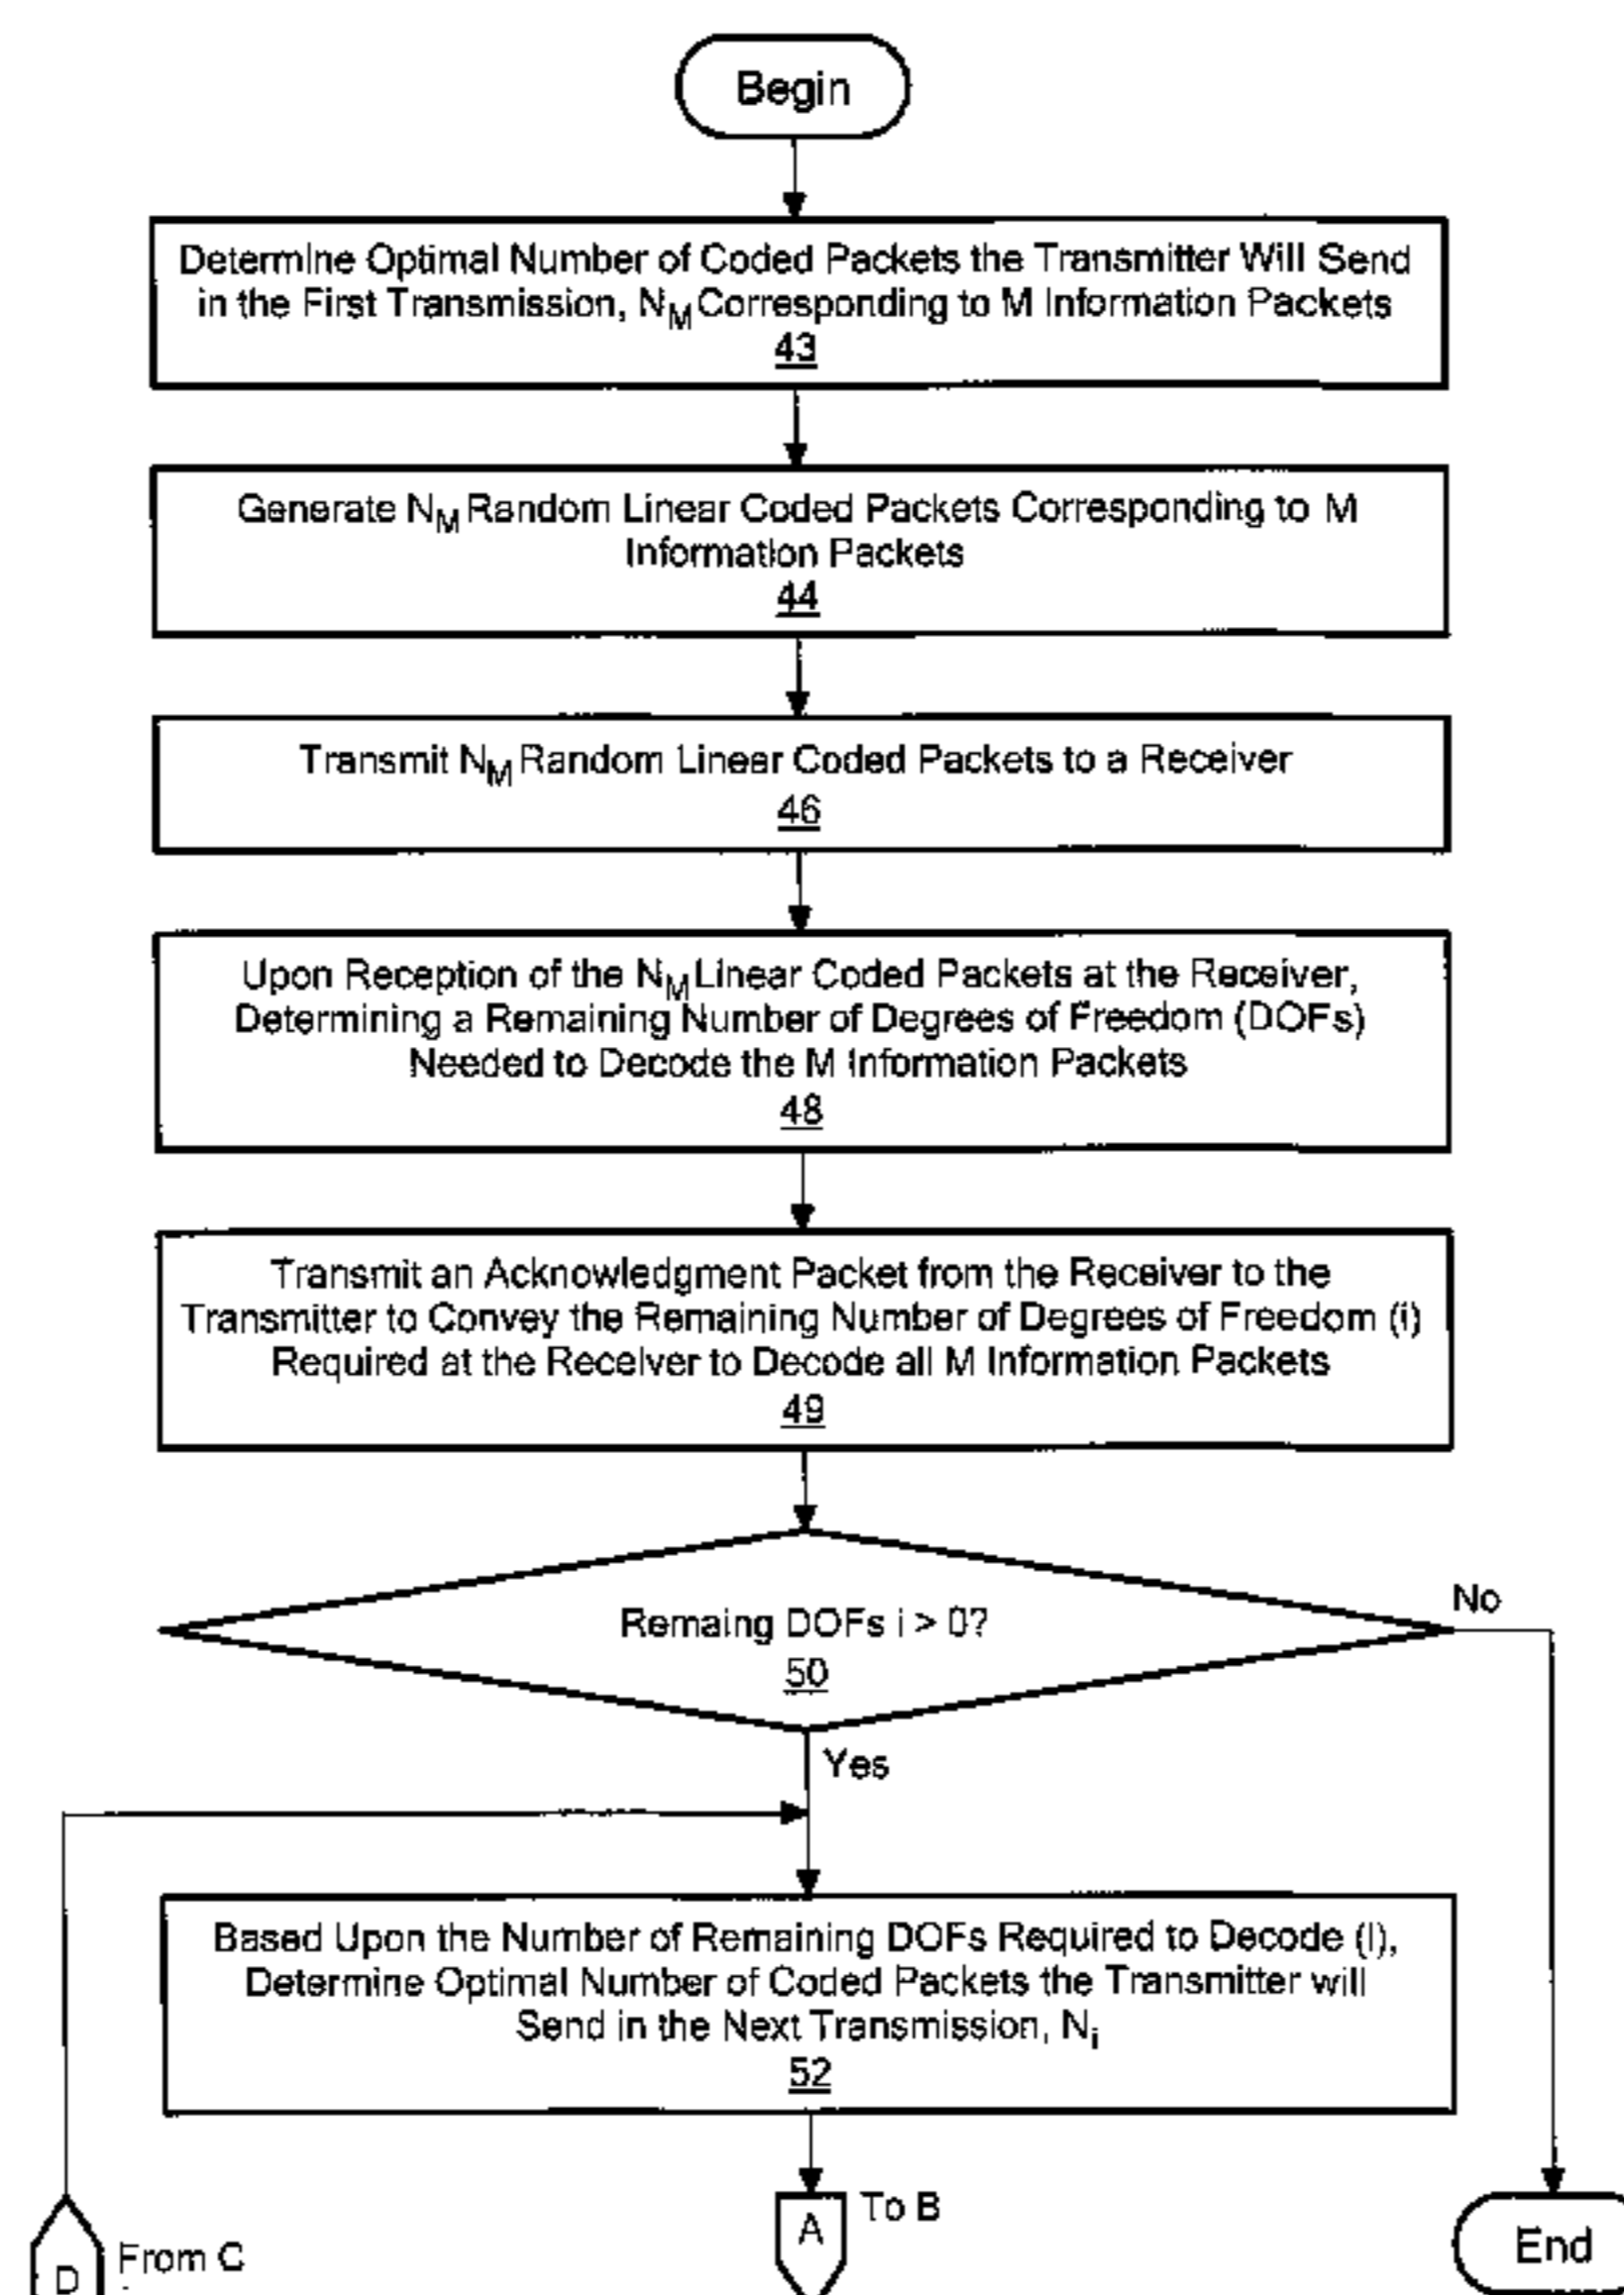 Begin
Determine Optimal Number of Coded Packets the Transmitter Will Send
in the First Transmission, NM Corresponding to M Information Packets
43
Generate NM Random Linear Coded Packets Corresponding to M
Information Packets
44
Transmit NM Random Linear Coded Packets to a Receiver
46
Upon Reception of the NM Linear Coded Packets at the Receiver,
Determining a Remaining Number of Degrees of Freedom (DOFs)
Needed to Decode the M Information Packets
48
Transmit an Acknowledgment Packet from the Receiver to the
Transmitter to Convey the Remaining Number of Degrees of Freedom (i)
Required at the Receiver to Decode all M Information Packets
49
Remaing DOFs i > 0?
50
No
Yes
Based Upon the Number of Remaining DOFs Required to Decode (i),
Determine Optimal Number of Coded Packets the Transmitter will
Send in the Next Transmission, Ni
52
A
To B
D
From C
End